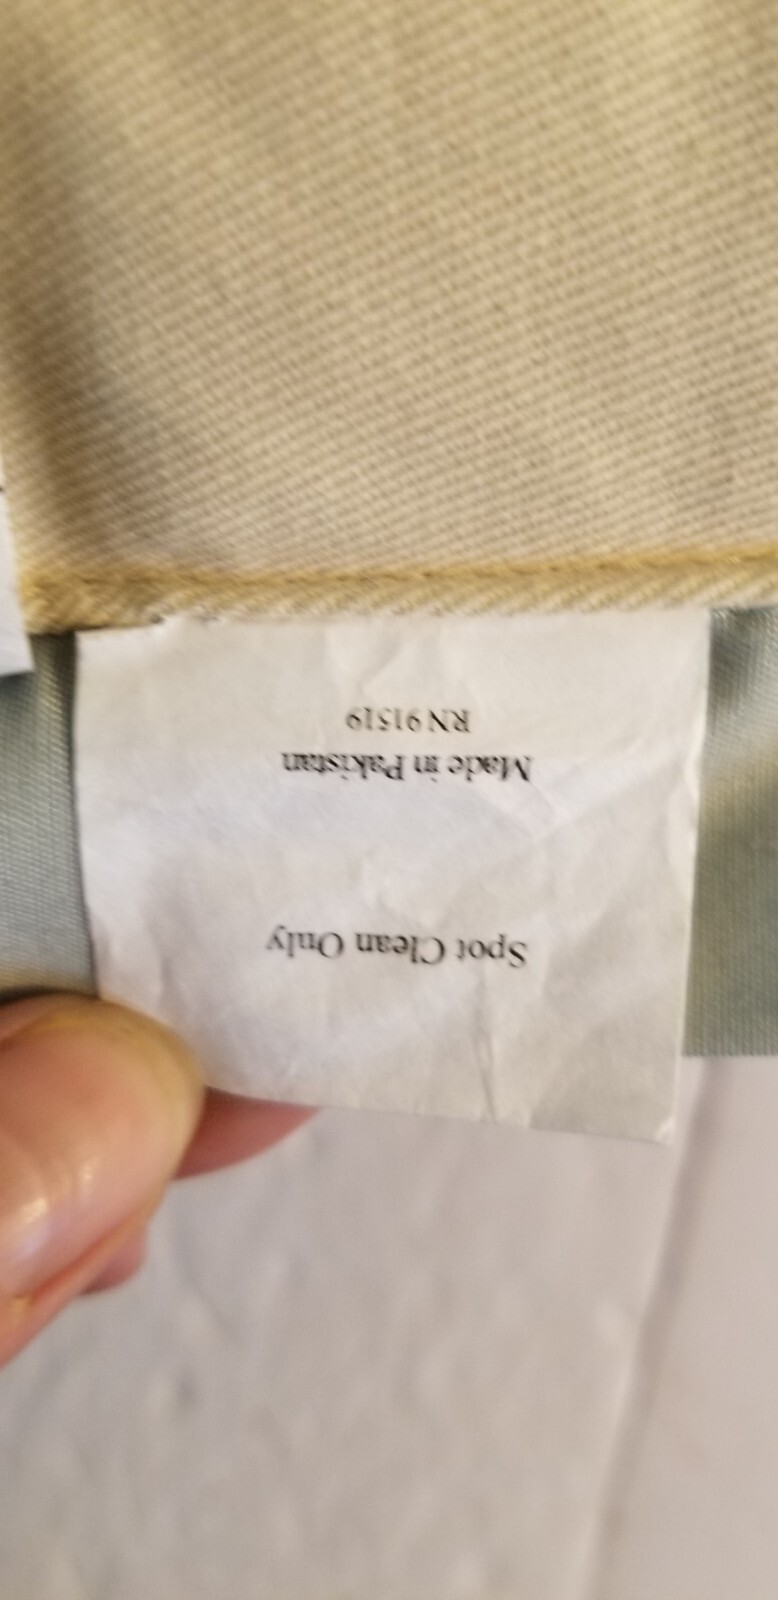 Spot Clean Only
Made in Pakistan
RN 91519